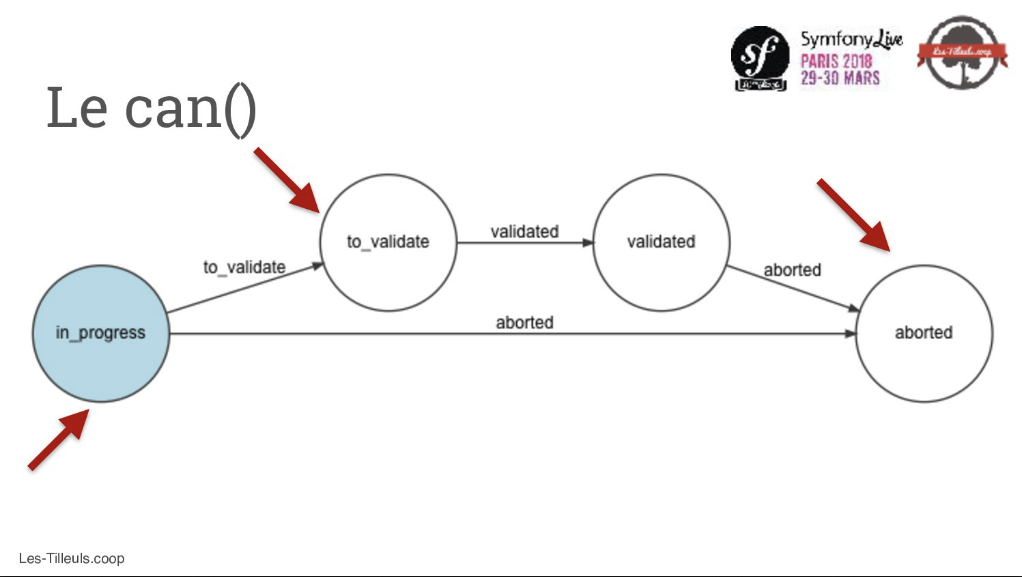 SymfonyLive
PARIS 2018
29-30 MARS
sf
Les-Tilleuls.coop
Le can()
to_validate
validated
validated
to_validate
aborted
in_progress
aborted
aborted
Les-Tilleuls.coop